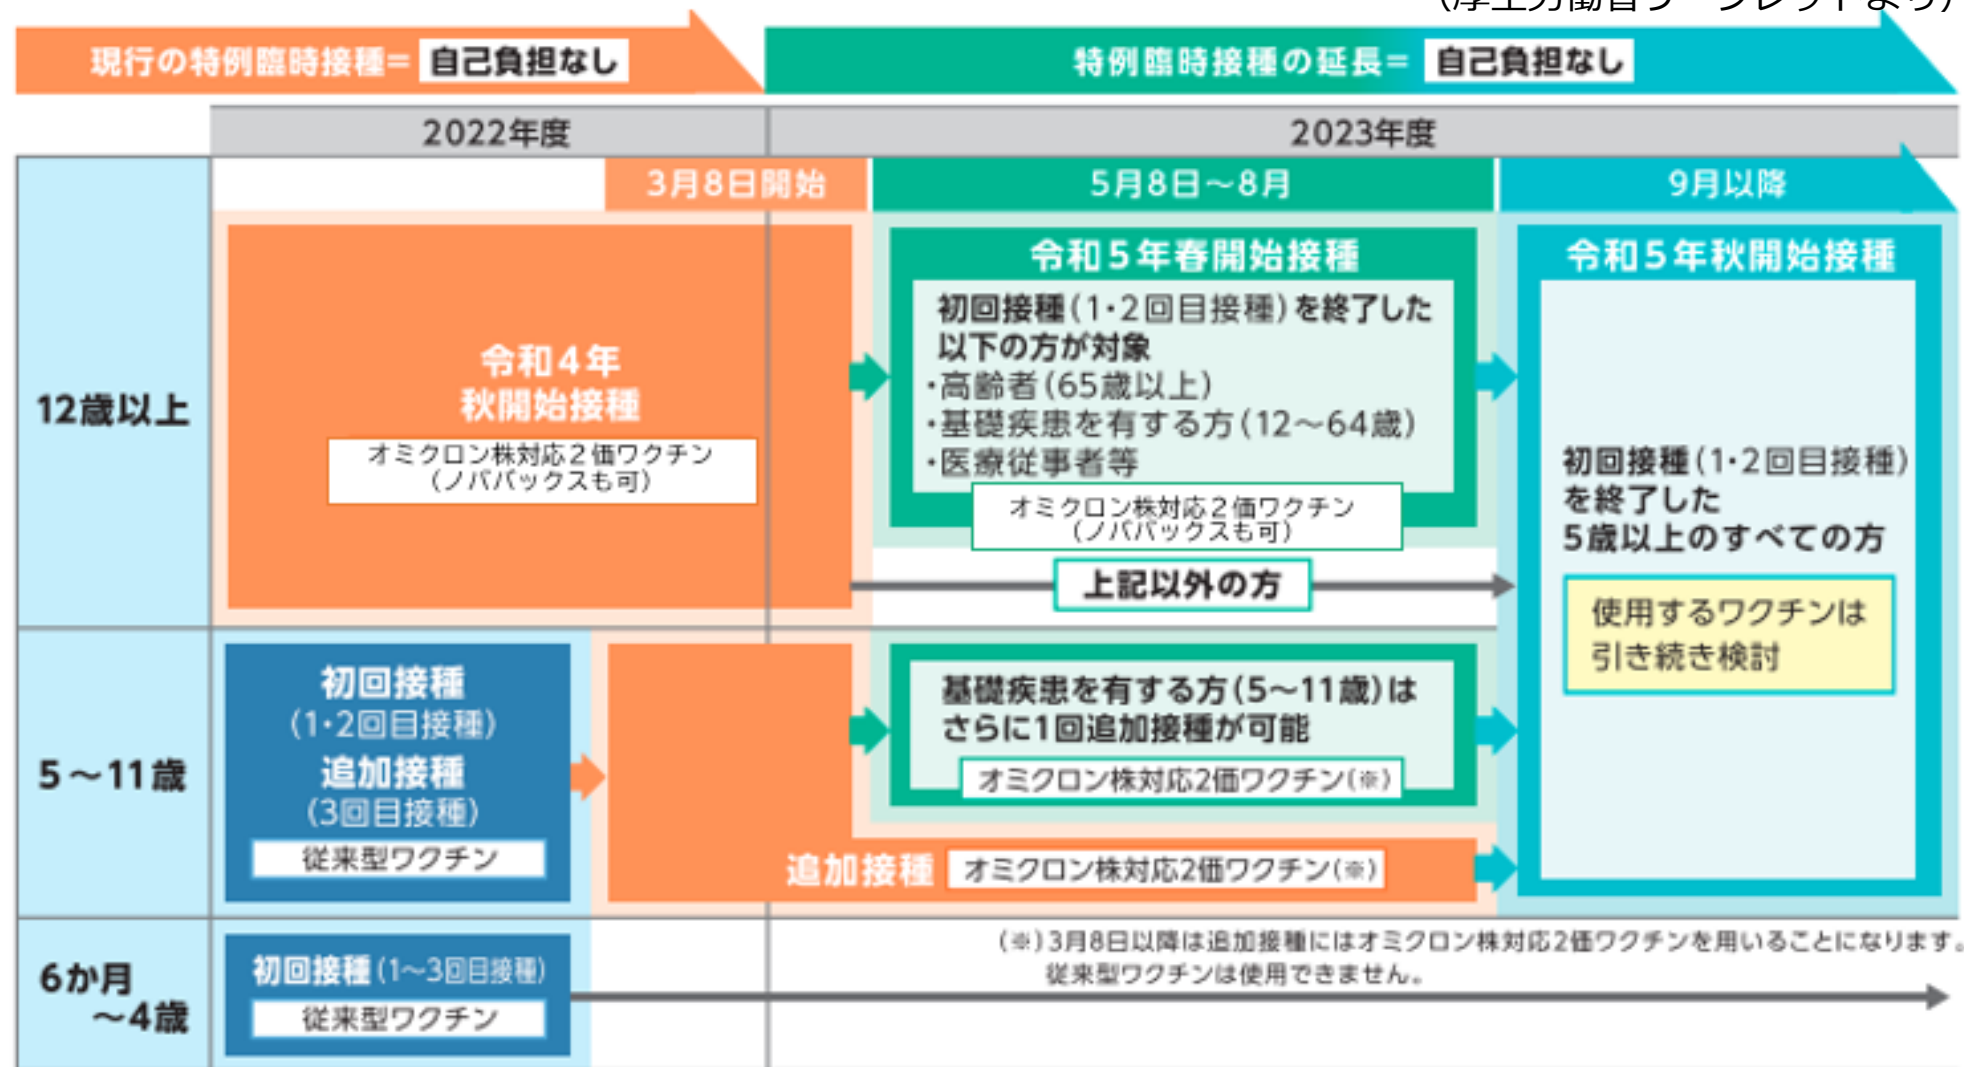 現行の特例臨時接種= 自己負担なし
特例臨時接種の延長= 自己負担なし
2022年度
2023年度
3月8日開始
5月8日～8月
9月以降
12歳以上
令和4年
秋開始接種
オミクロン株対応２価ワクチン
（ノババックスも可）
令和5年春開始接種
初回接種(1・2回目接種)を終了した
以下の方が対象
・高齢者(65歳以上)
・基礎疾患を有する方(12～64歳)
・医療従事者等
オミクロン株対応２価ワクチン
（ノババックスも可）
上記以外の方
令和5年秋開始接種
初回接種(1・2回目接種)
を終了した
5歳以上のすべての方
使用するワクチンは
引き続き検討
5～11歳
初回接種
(1・2回目接種)
追加接種
(3回目接種)
従来型ワクチン
基礎疾患を有する方(5～11歳)は
さらに1回追加接種が可能
オミクロン株対応2価ワクチン(※)
追加接種 オミクロン株対応2価ワクチン(※)
6か月
～4歳
初回接種(1～3回目接種)
従来型ワクチン
(※)3月8日以降は追加接種にはオミクロン株対応2価ワクチンを用いることになります。
従来型ワクチンは使用できません。